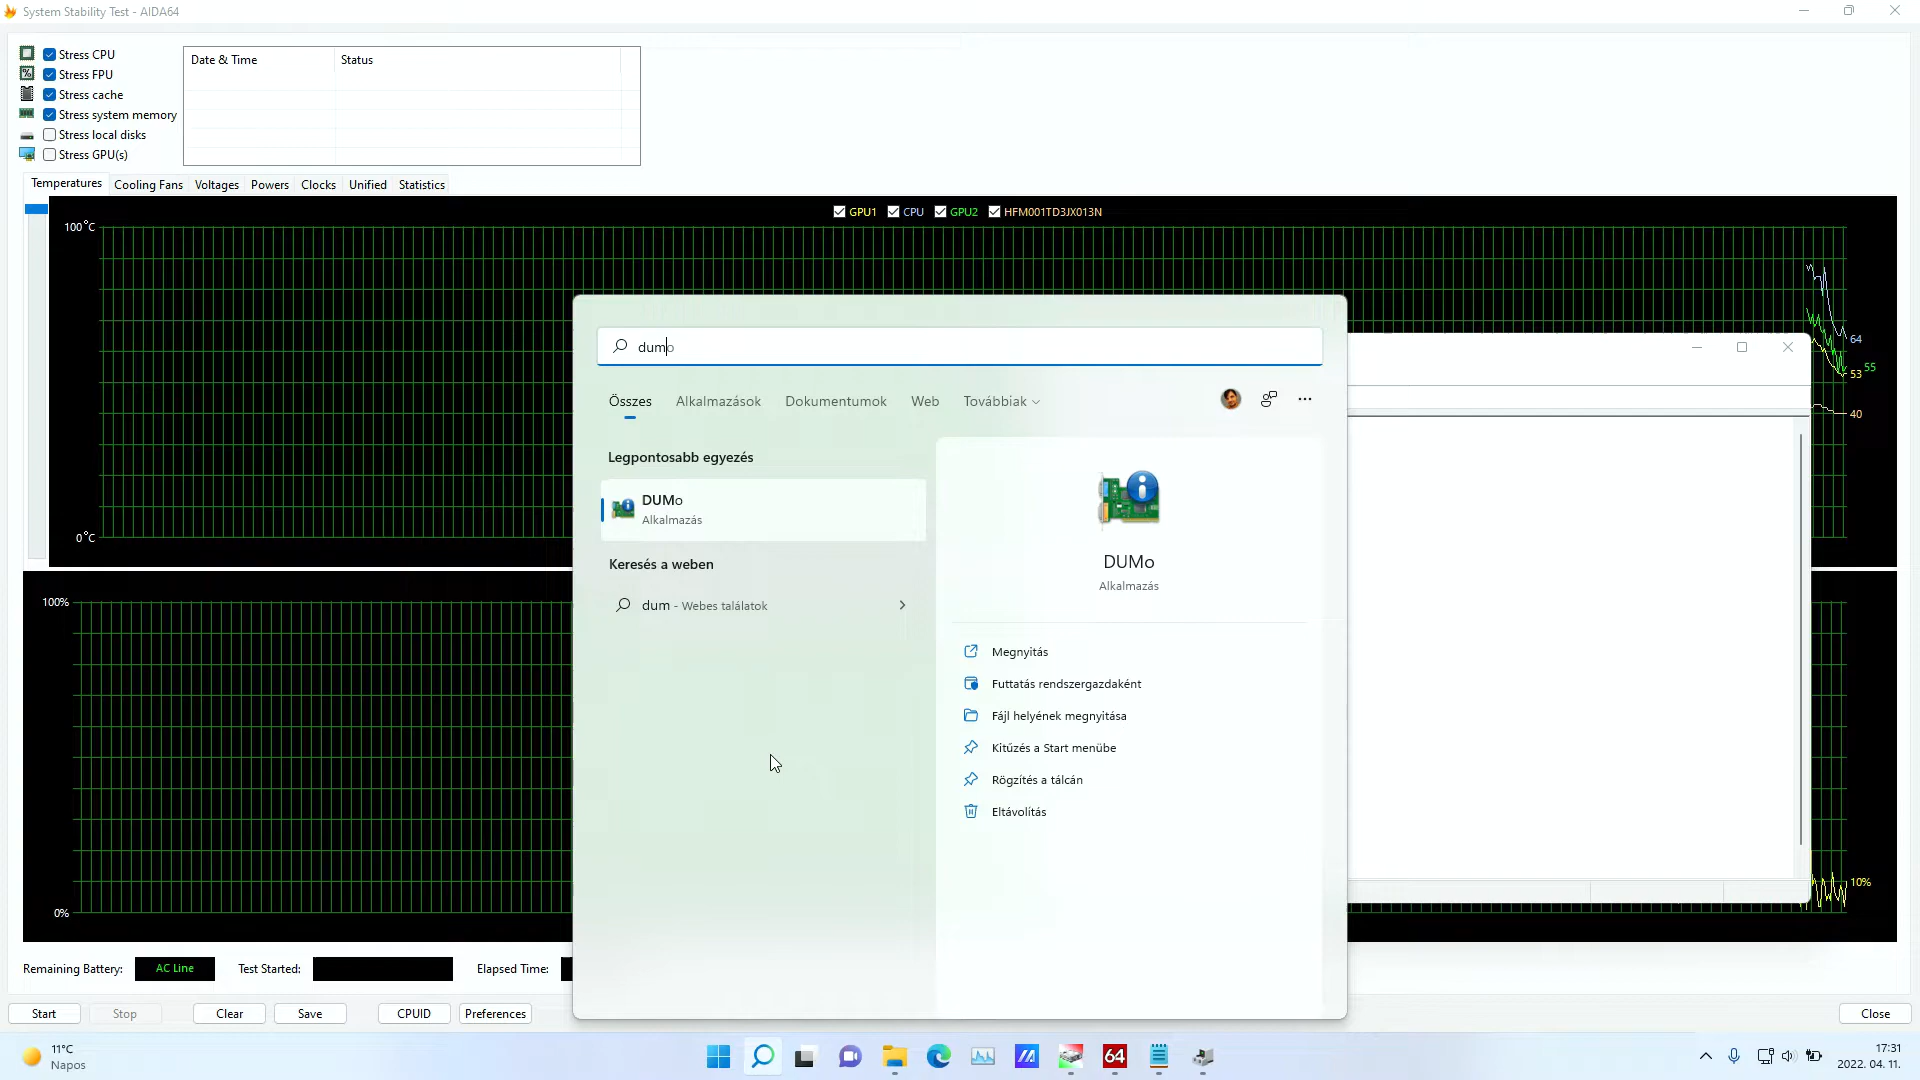 System Stability Test - AIDA64
Stress CPU
Stress FPU
Stress cache
Stress system memory
Stress local disks
Stress GPU(s)
Date & Time
Status
Temperatures
Cooling Fans
Voltages
Powers
Clocks
Unified
Statistics
GPU1
CPU
GPU2
HFM001TD3JX013N
100°C
0°C
64
53
55
40
dumo
Összes
Alkalmazások
Dokumentumok
Web
Továbbiak
Legpontosabb egyezés
DUMo
Alkalmazás
Keresés a weben
dum - Webes találatok
DUMo
Alkalmazás
Megnyitás
Futtatás rendszergazdaként
Fájl helyének megnyitása
Kitűzés a Start menübe
Rögzítés a tálcán
Eltávolítás
100%
0%
10%
Remaining Battery:
AC Line
Test Started:
Elapsed Time:
Start
Stop
Clear
Save
CPUID
Preferences
Close
11°C
Napos
64
17:31
2022. 04. 11.